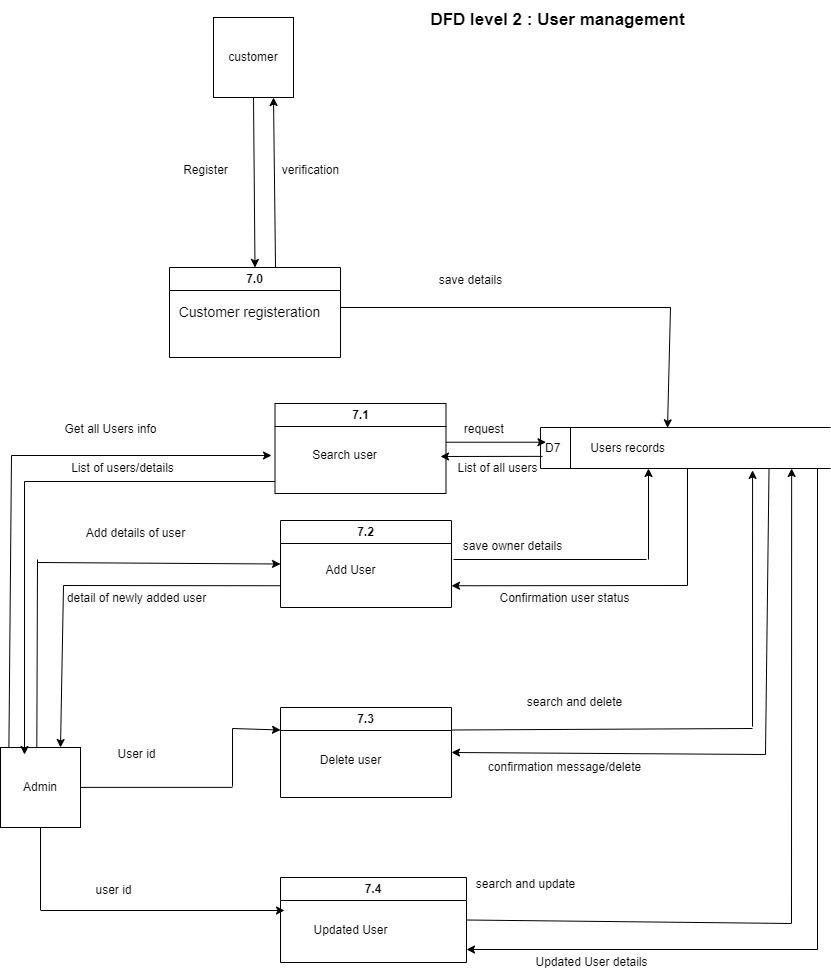 DFD level 2 : User management
customer
Register
verification
7.0
Customer registeration
save details
7.1
Search user
Get all Users info
List of users/details
request
List of all users
D7
Users records
7.2
Add User
Add details of user
detail of newly added user
save owner details
Confirmation user status
7.3
Delete user
search and delete
confirmation message/delete
User id
Admin
user id
7.4
Updated User
search and update
Updated User details